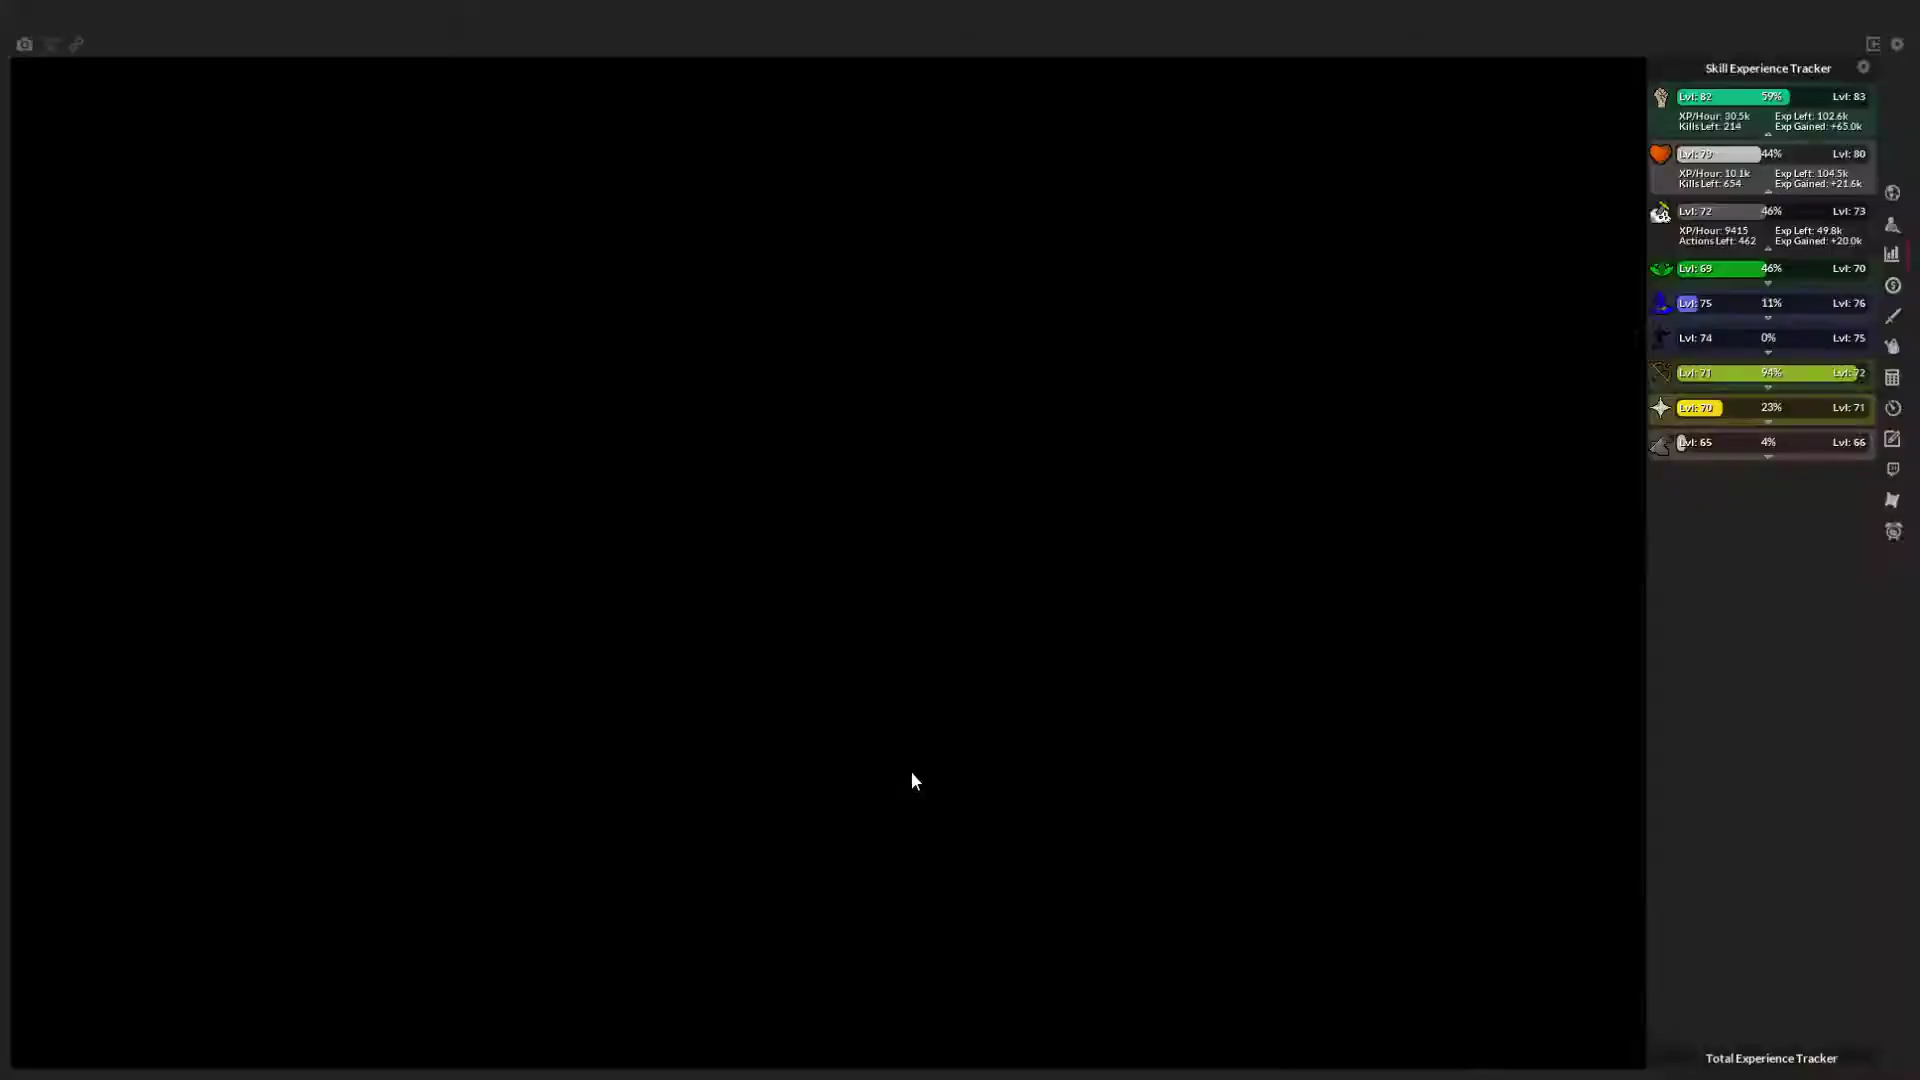 Skill Experience Tracker
Lvl: 82 59% Lvl: 83
XP/Hour: 30.5k Exp Left: 102.6k
Kills Left: 214 Exp Gained: +65.0k
Lvl: 79 44% Lvl: 80
XP/Hour: 10.1k Exp Left: 104.5k
Kills Left: 654 Exp Gained: +21.6k
Lvl: 72 46% Lvl: 73
XP/Hour: 9415 Exp Left: 49.8k
Actions Left: 462 Exp Gained: +20.0k
Lvl: 69 46% Lvl: 70
Lvl: 75 11% Lvl: 76
Lvl: 74 0% Lvl: 75
Lvl: 71 94% Lvl: 72
Lvl: 70 23% Lvl: 71
Lvl: 65 4% Lvl: 66
Total Experience Tracker